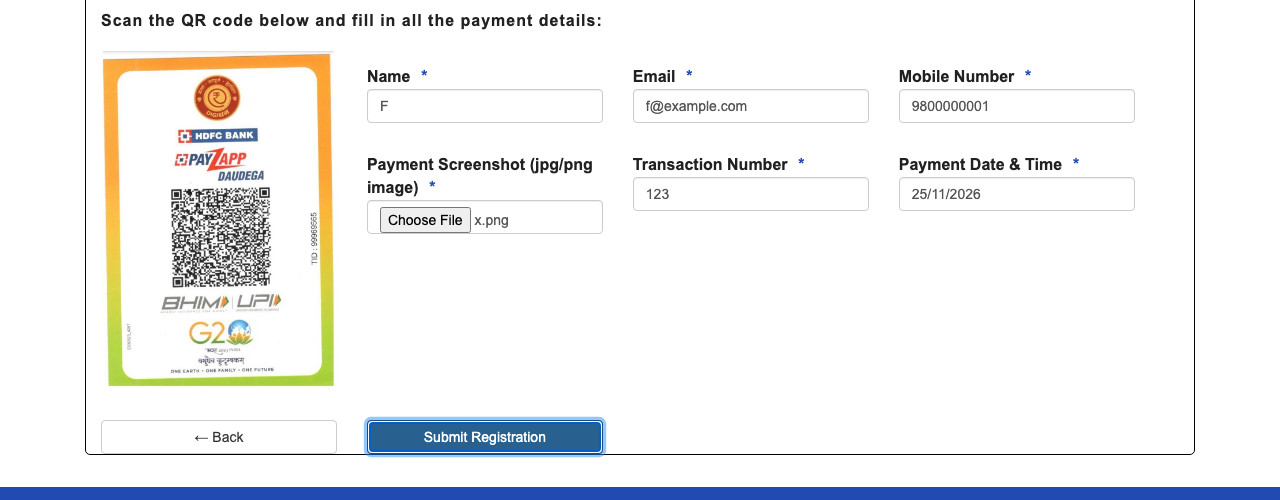 Scan the QR code below and fill in all the payment details:
Name *
F
Email *
f@example.com
Mobile Number *
9800000001
Payment Screenshot (jpg/png
image) *
Choose File x.png
Transaction Number *
123
Payment Date & Time *
25/11/2026
HDFC BANK
PAYZAPP
DAUDEGA
TID : 99969565
BHIM UPI
G20
वसुधैव कुटुम्बकम्
ONE EARTH • ONE FAMILY • ONE FUTURE
← Back
Submit Registration